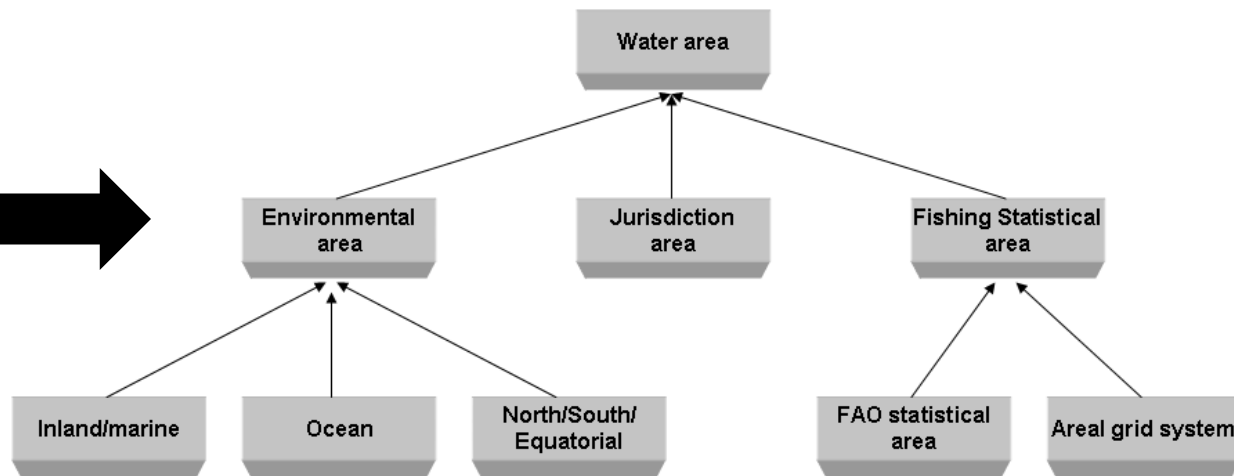 Water area
Environmental
area
Jurisdiction
area
Fishing Statistical
area
Inland/marine
Ocean
North/South/
Equatorial
FAO statistical
area
Areal grid system